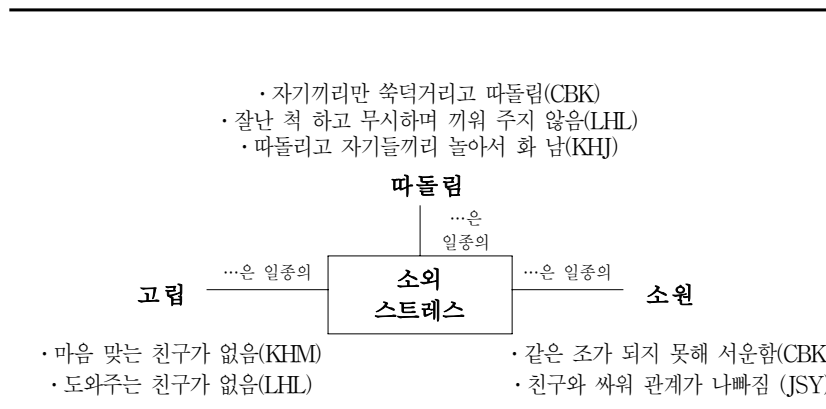 · 자기끼리만 쑥덕거리고 따돌림(CBK)
· 잘난 척 하고 무시하며 끼워 주지 않음(LHL)
· 따돌리고 자기들끼리 놀아서 화 남(KHJ)
따돌림
…은
일종의
고립
…은 일종의
소외
스트레스
…은 일종의
소원
· 마음 맞는 친구가 없음(KHM)
· 도와주는 친구가 없음(LHL)
· 같은 조가 되지 못해 서운함(CBK
· 친구와 싸워 관계가 나빠짐 (JSY)